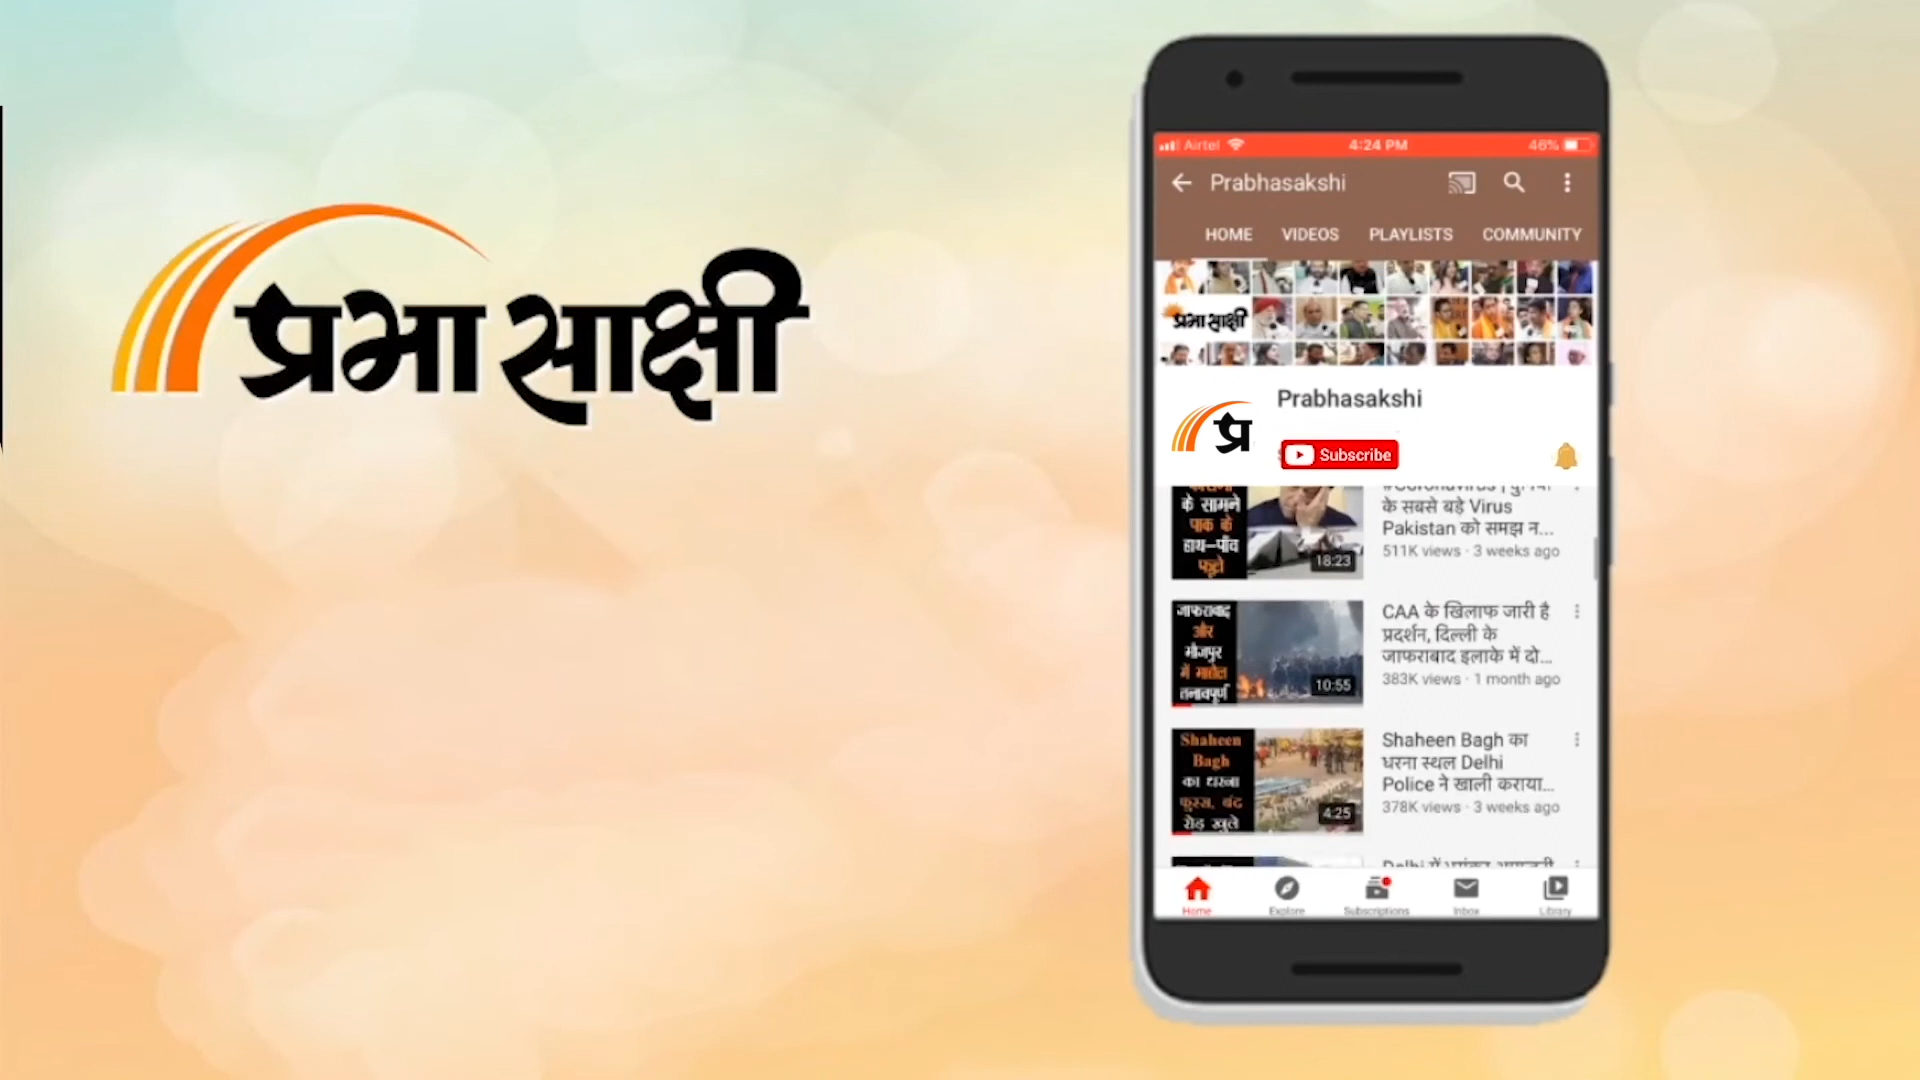 प्रभासाक्षी
Airtel 4:24 PM 46%
Prabhasakshi
HOME VIDEOS PLAYLISTS COMMUNITY
प्रभासाक्षी
Prabhasakshi
प्र
Subscribe
के सामने
पाक के
हाथ-पाँव
फूले
18:23
के सबसे बड़े Virus
Pakistan को समझ न...
511K views · 3 weeks ago
जाफराबाद
और
मौजपुर
में माहौल
तनावपूर्ण
10:55
CAA के खिलाफ जारी है
प्रदर्शन, दिल्ली के
जाफराबाद इलाके में दो...
383K views · 1 month ago
Shaheen
Bagh
का धरना
फुस्स, बंद
रोड खुले
4:25
Shaheen Bagh का
धरना स्थल Delhi
Police ने खाली कराया...
378K views · 3 weeks ago
Home Explore Subscriptions Inbox Library